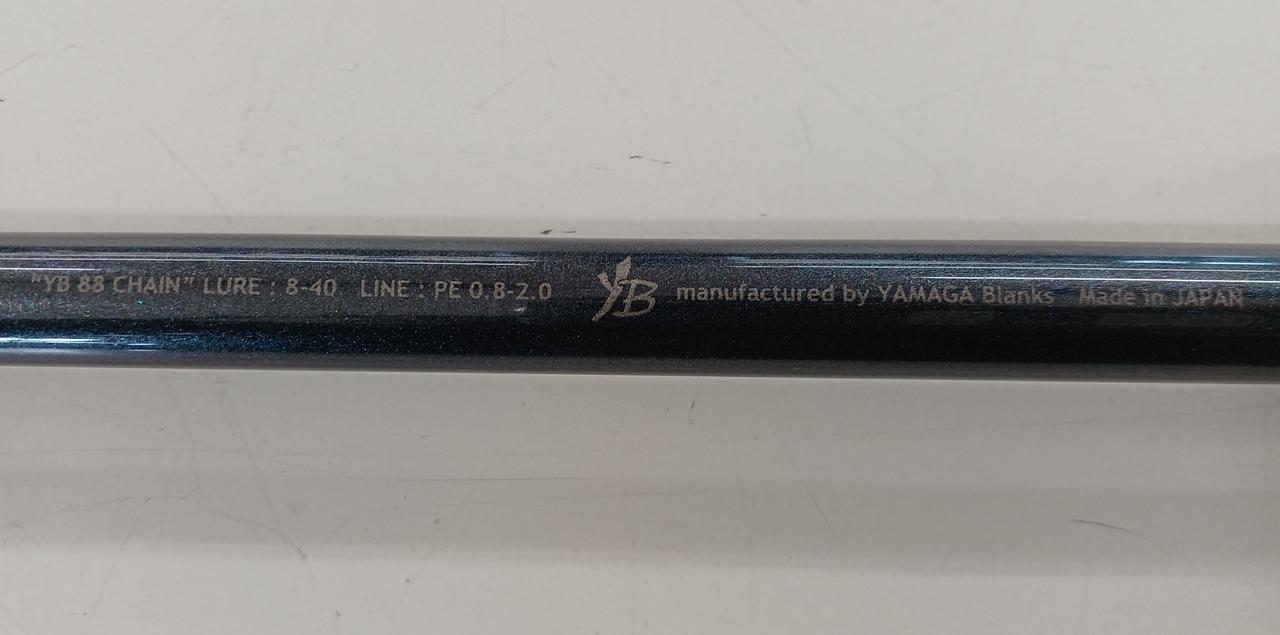 "YB 88 CHAIN" LURE : 8-40 LINE : PE 0.8-2.0 YB manufactured by YAMAGA Blanks Made in JAPAN